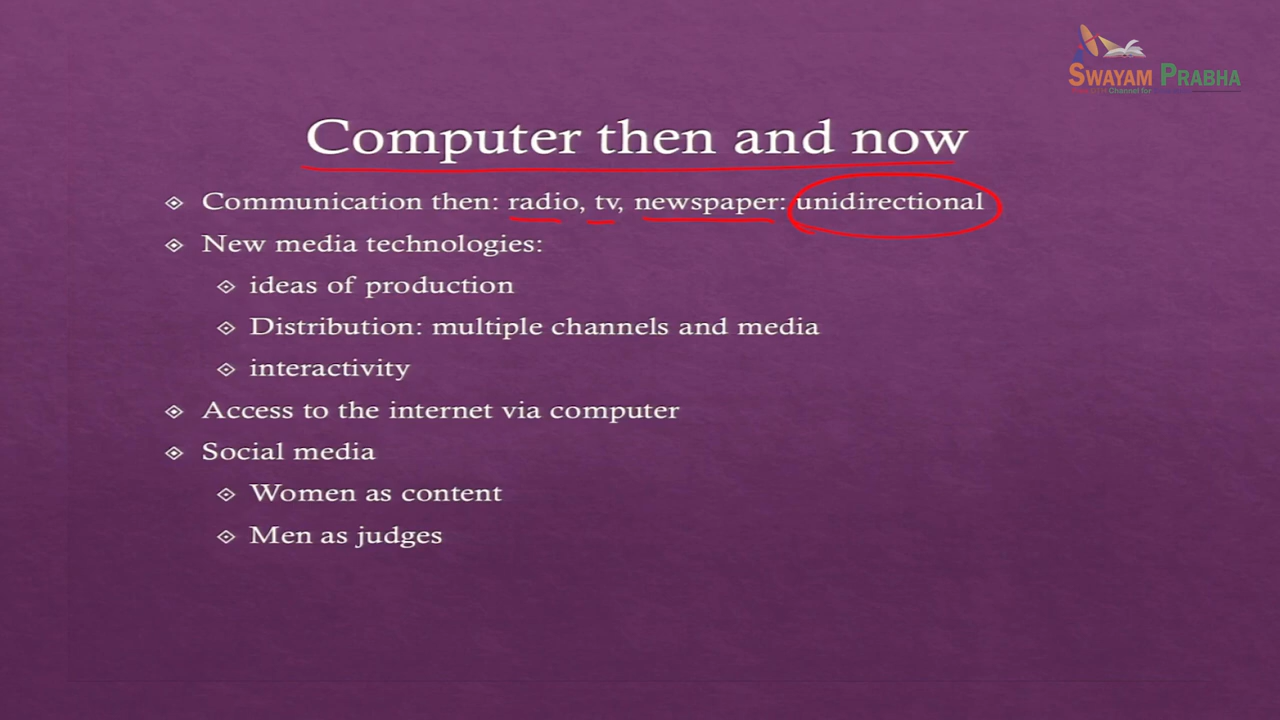 SWAYAM PRABHA
Channel for
Computer then and now
Communication then: radio, tv, newspaper: unidirectional
New media technologies:
ideas of production
Distribution: multiple channels and media
interactivity
Access to the internet via computer
Social media
Women as content
Men as judges